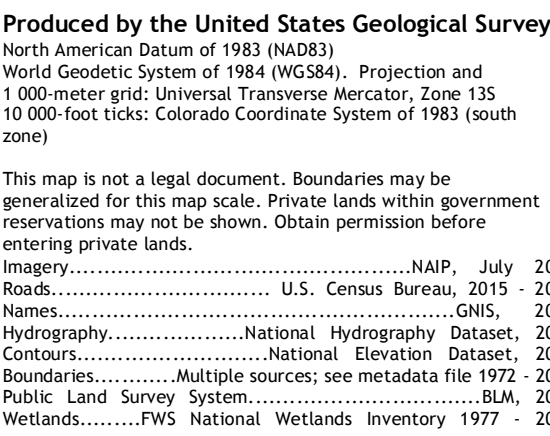 Produced by the United States Geological Survey
North American Datum of 1983 (NAD83)
World Geodetic System of 1984 (WGS84). Projection and
1 000-meter grid: Universal Transverse Mercator, Zone 13S
10 000-foot ticks: Colorado Coordinate System of 1983 (south
zone)
This map is not a legal document. Boundaries may be
generalized for this map scale. Private lands within government
reservations may not be shown. Obtain permission before
entering private lands.
Imagery...................................................NAIP, July 20
Roads................................ U.S. Census Bureau, 2015 - 20
Names...........................................................GNIS, 20
Hydrography....................National Hydrography Dataset, 20
Contours............................National Elevation Dataset, 20
Boundaries............Multiple sources; see metadata file 1972 - 20
Public Land Survey System..................................BLM, 20
Wetlands.........FWS National Wetlands Inventory 1977 - 20